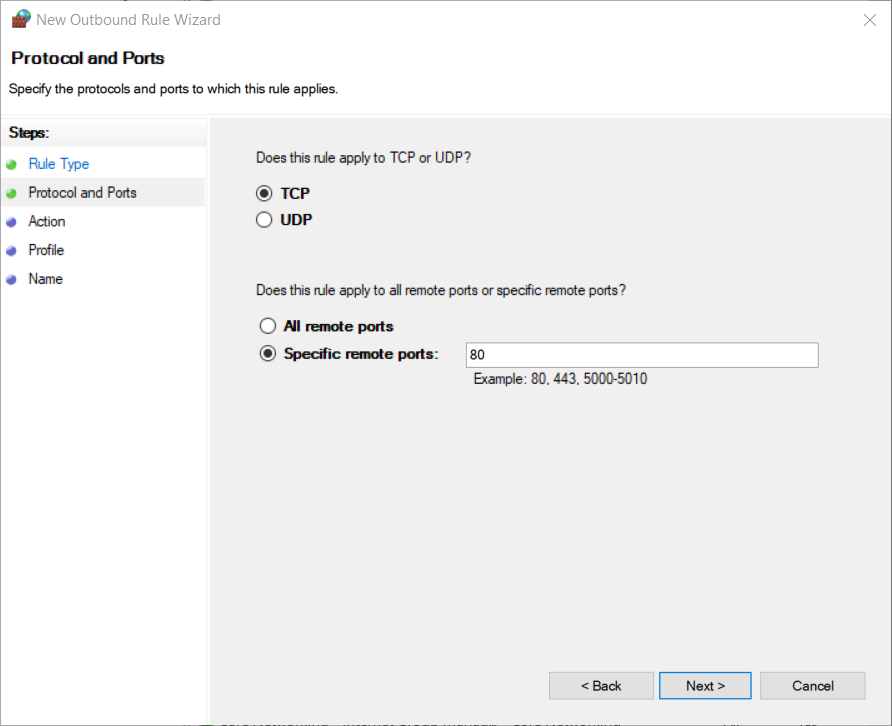 New Outbound Rule Wizard
Protocol and Ports
Specify the protocols and ports to which this rule applies.
Steps:
Rule Type
Protocol and Ports
Action
Profile
Name
Does this rule apply to TCP or UDP?
TCP
UDP
Does this rule apply to all remote ports or specific remote ports?
All remote ports
Specific remote ports:
80
Example: 80, 443, 5000-5010
< Back
Next >
Cancel